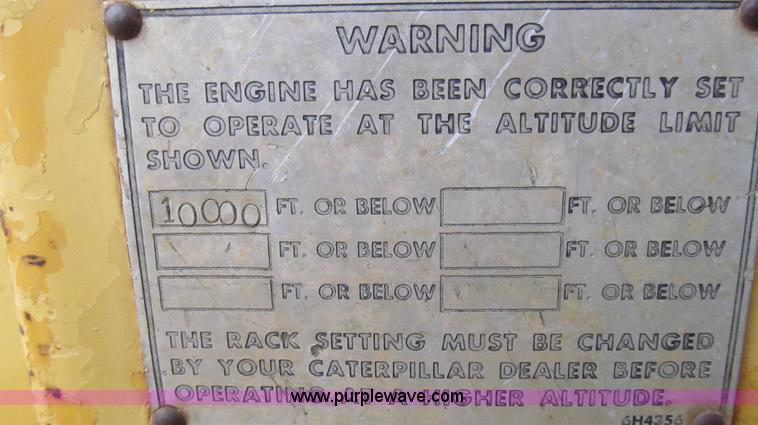 WARNING
THE ENGINE HAS BEEN CORRECTLY SET
TO OPERATE AT THE ALTITUDE LIMIT
SHOWN.
10000 FT. OR BELOW FT. OR BELOW
FT. OR BELOW FT. OR BELOW
FT. OR BELOW FT. OR BELOW
THE RACK SETTING MUST BE CHANGED
BY YOUR CATERPILLAR DEALER BEFORE
OPERATING AT A HIGHER ALTITUDE.
www.purplewave.com
6H4356